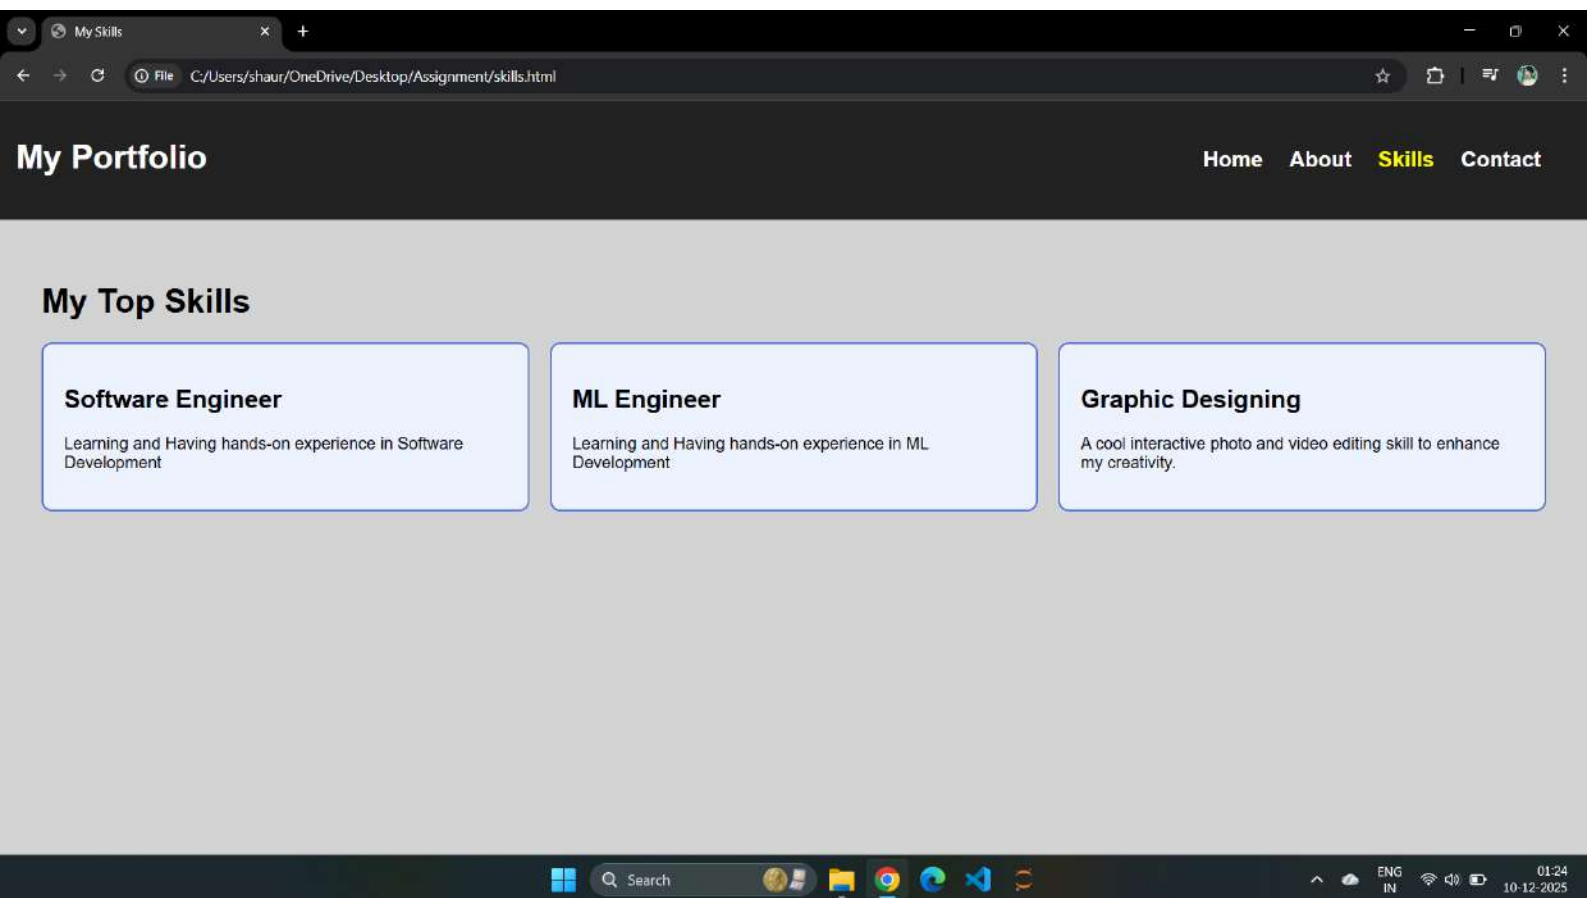 My Skills
File C:/Users/shaur/OneDrive/Desktop/Assignment/skills.html
My Portfolio
Home About Skills Contact
My Top Skills
Software Engineer
Learning and Having hands-on experience in Software
Development
ML Engineer
Learning and Having hands-on experience in ML
Development
Graphic Designing
A cool interactive photo and video editing skill to enhance
my creativity.
Search
ENG
IN
01:24
10-12-2025